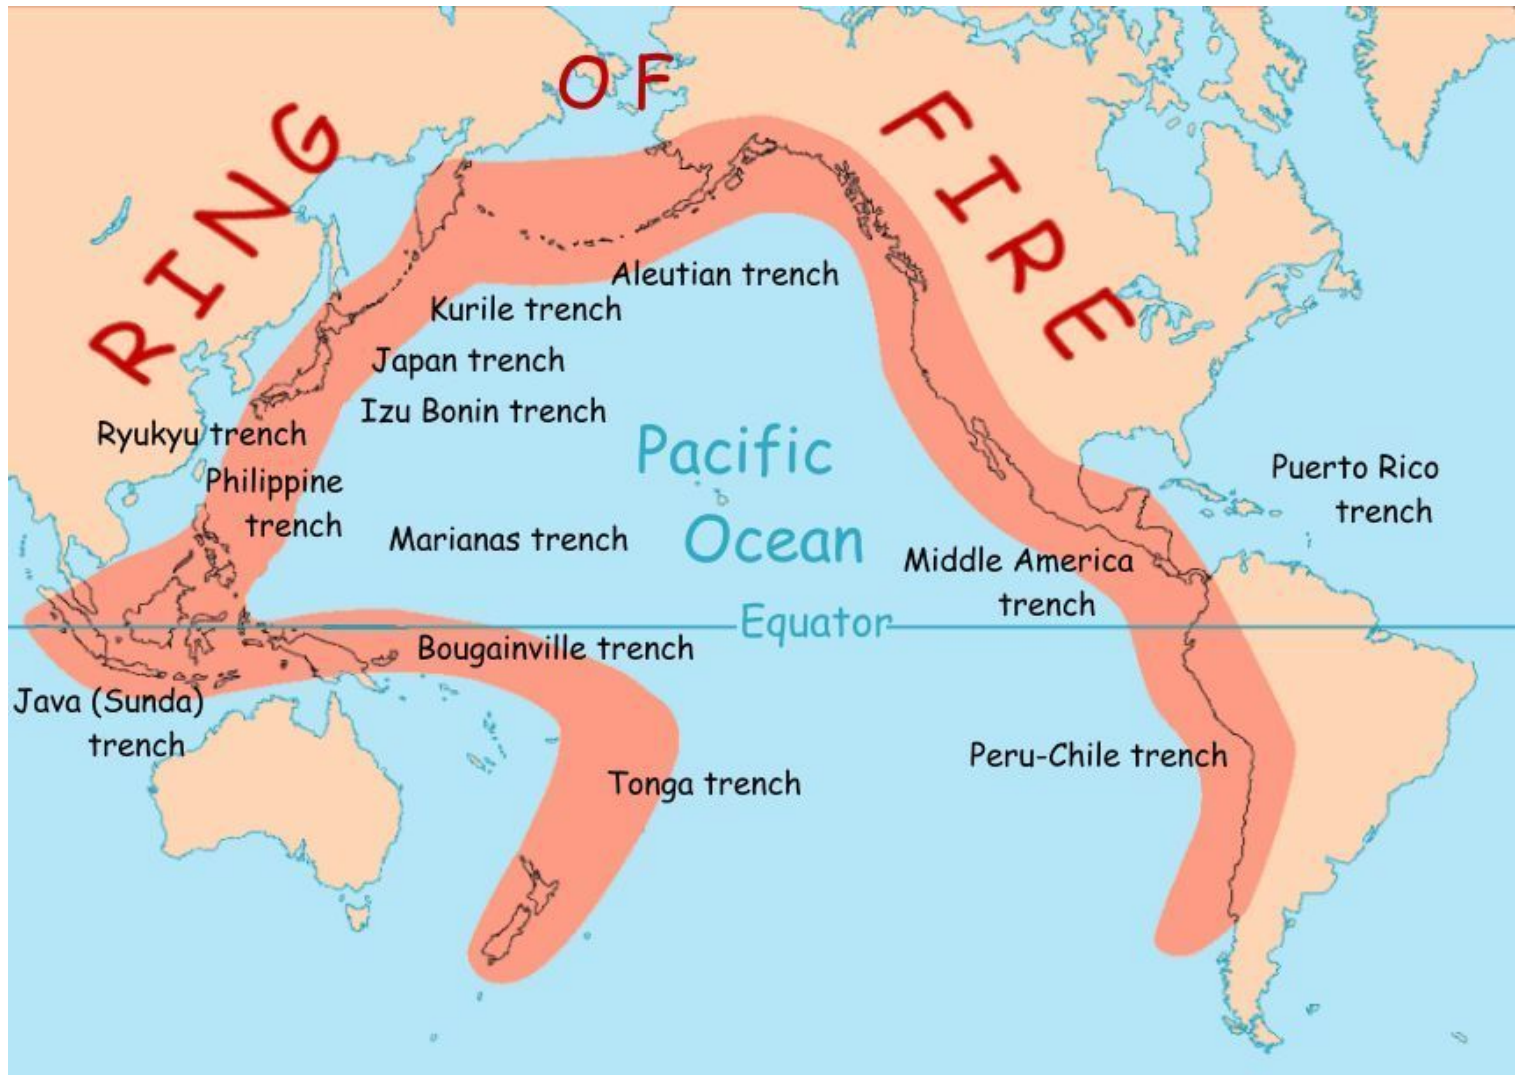 RING OF FIRE
Aleutian trench
Kurile trench
Japan trench
Izu Bonin trench
Ryukyu trench
Philippine
trench
Marianas trench
Pacific
Ocean
Puerto Rico
trench
Middle America
trench
Equator
Bougainville trench
Java (Sunda)
trench
Peru-Chile trench
Tonga trench